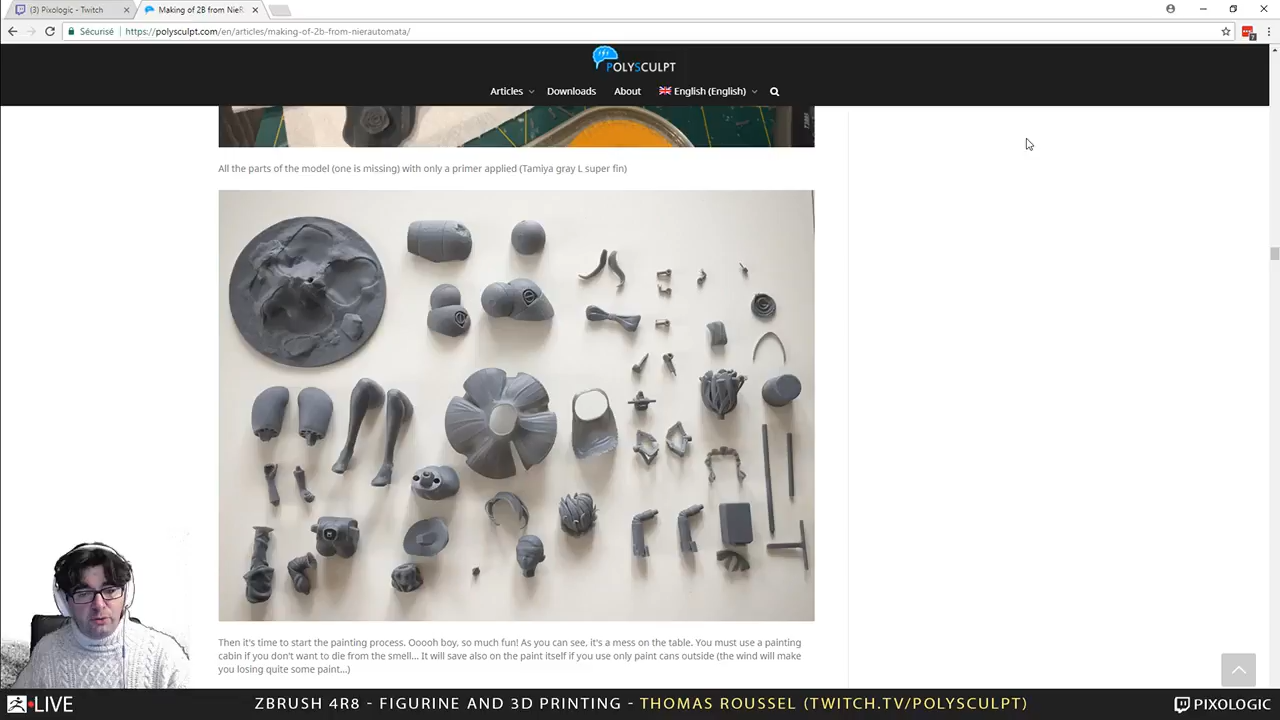 (3) Pixologic - Twitch
Making of 2B from NieR
Sécurisé
https://polysculpt.com/en/articles/making-of-2b-from-nierautomata/
POLYSCULPT
Articles
Downloads
About
English (English)
All the parts of the model (one is missing) with only a primer applied (Tamiya gray L super fin)
Then it's time to start the painting process. Ooooh boy, so much fun! As you can see, it's a mess on the table. You must use a painting
cabin if you don't want to die from the smell... It will save also on the paint itself if you use only paint cans outside (the wind will make
you losing quite some paint...)
LIVE
ZBRUSH 4R8 - FIGURINE AND 3D PRINTING - THOMAS ROUSSEL (TWITCH.TV/POLYSCULPT)
PIXOLOGIC